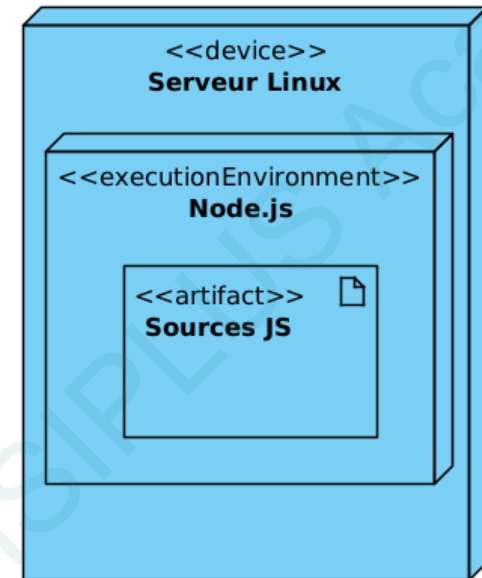 <<device>>
Serveur Linux
<<executionEnvironment>>
Node.js
<<artifact>>
Sources JS